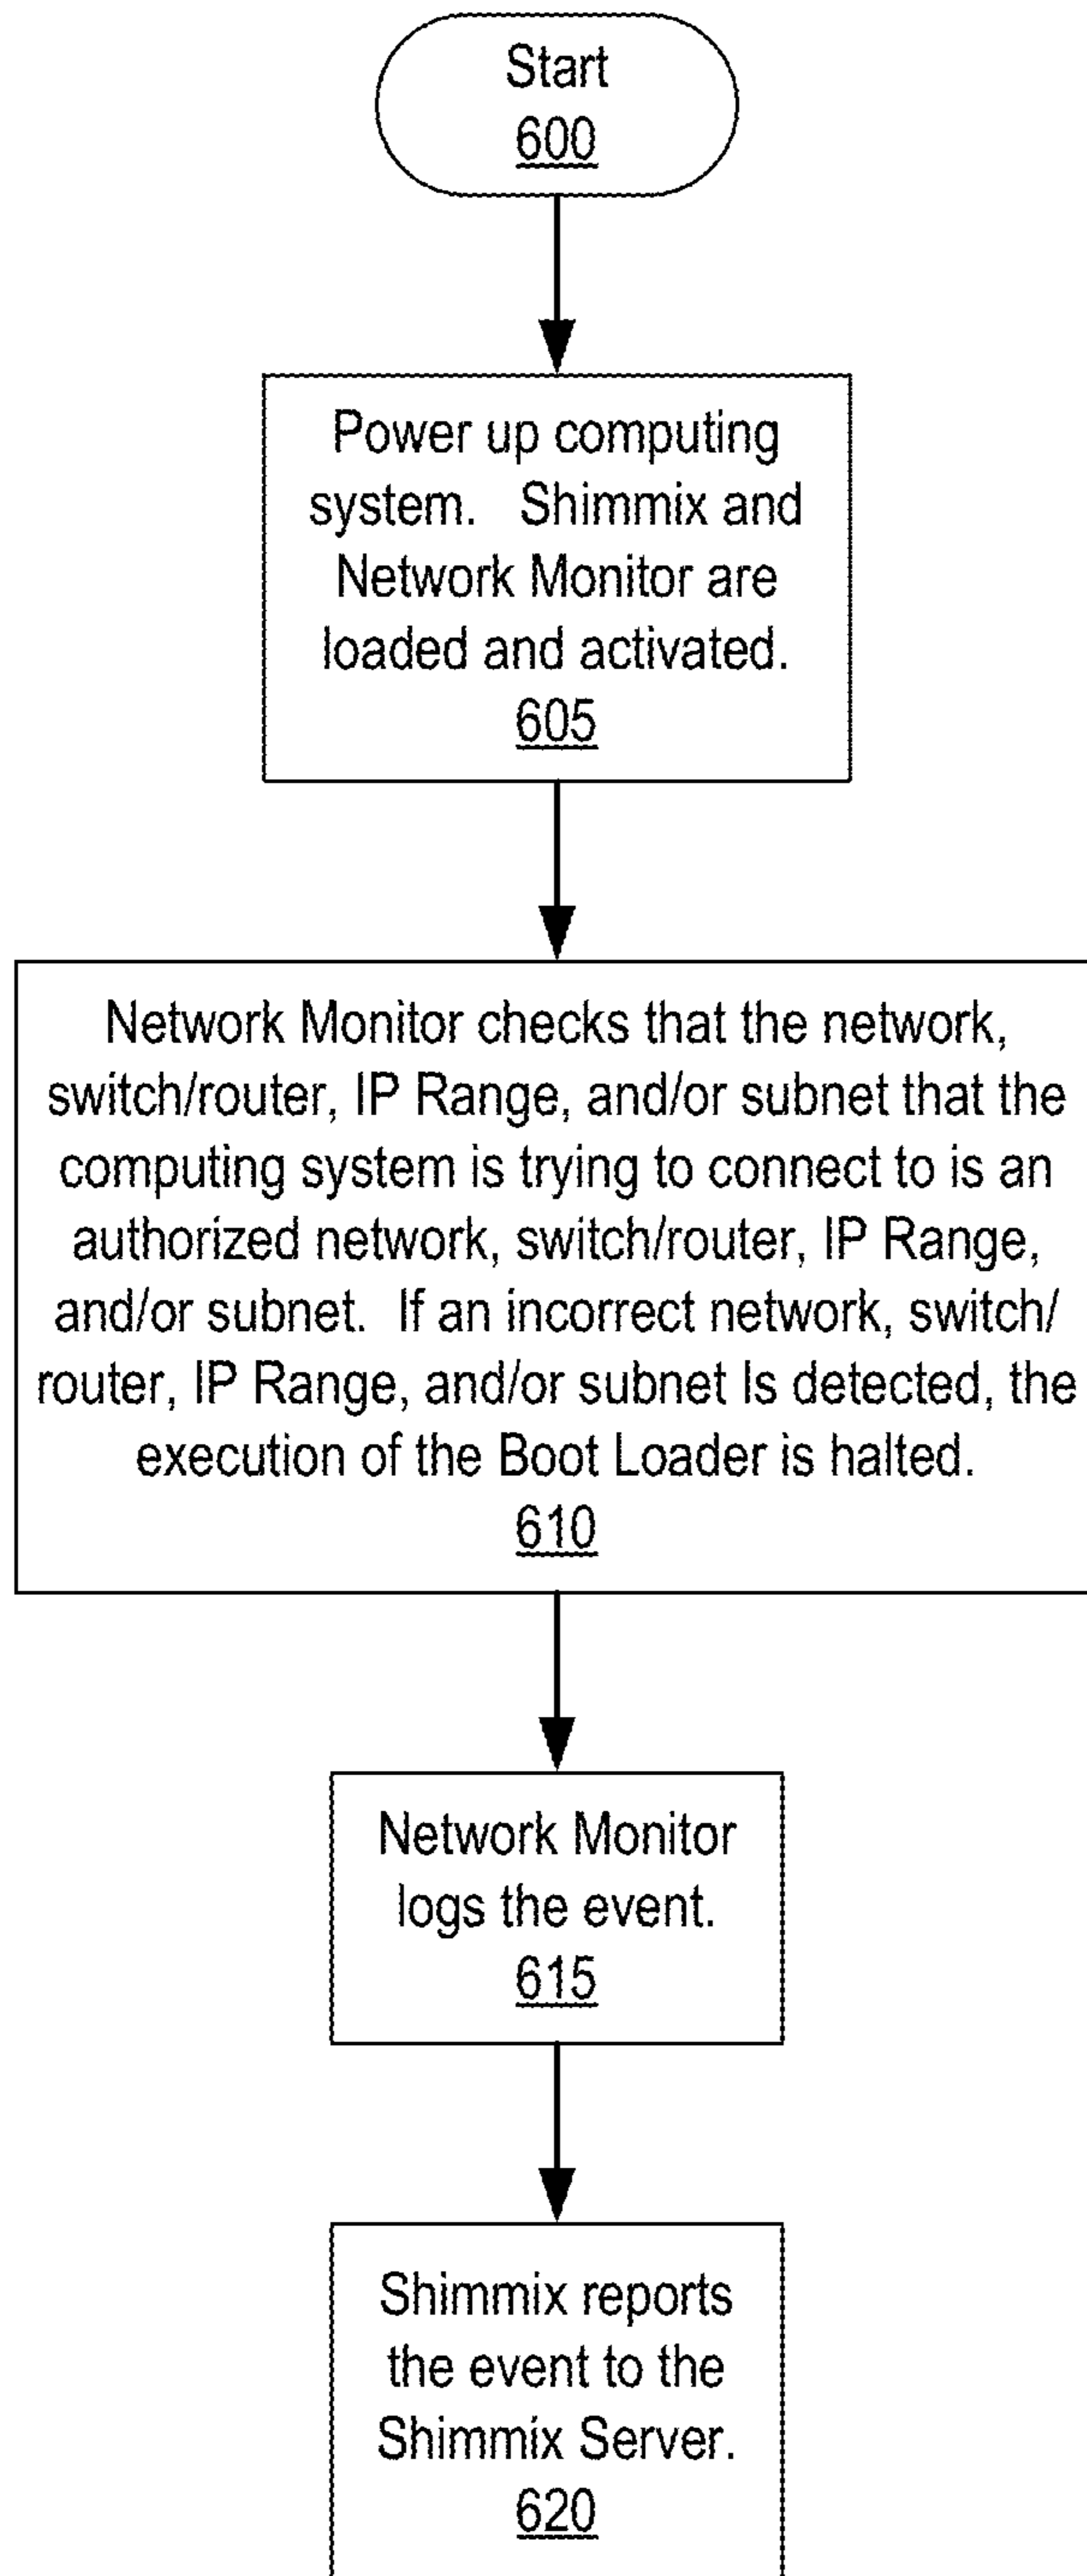 Start
600
Power up computing
system. Shimmix and
Network Monitor are
loaded and activated.
605
Network Monitor checks that the network,
switch/router, IP Range, and/or subnet that the
computing system is trying to connect to is an
authorized network, switch/router, IP Range,
and/or subnet. If an incorrect network, switch/
router, IP Range, and/or subnet Is detected, the
execution of the Boot Loader is halted.
610
Network Monitor
logs the event.
615
Shimmix reports
the event to the
Shimmix Server.
620